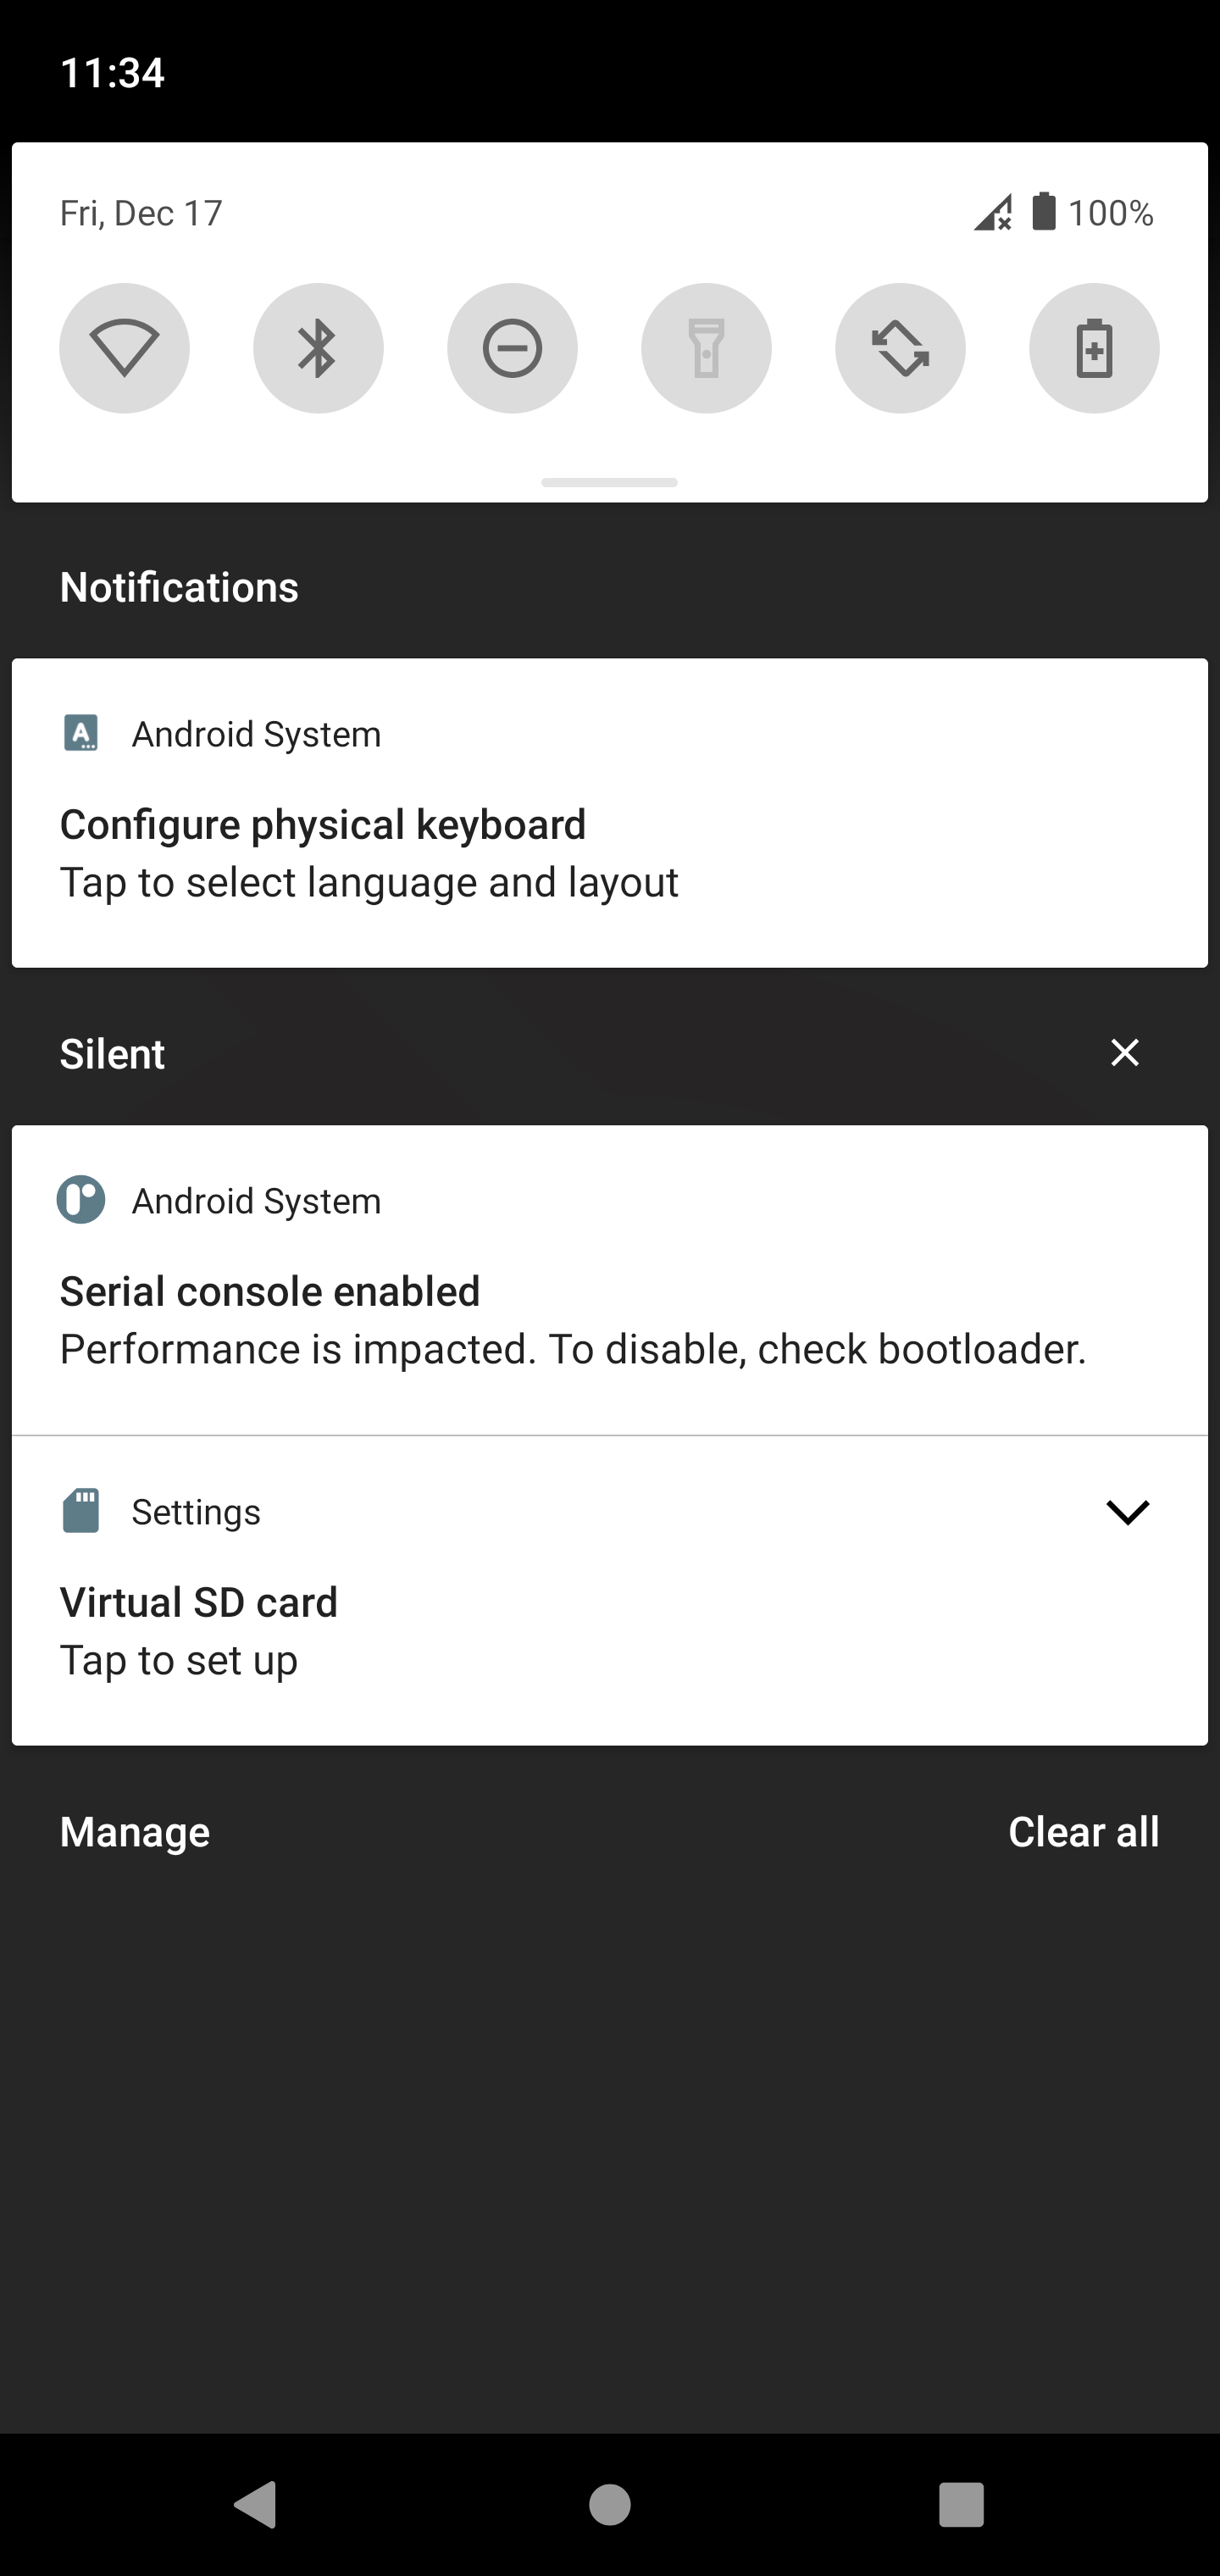 11:34
Fri, Dec 17
100%
Notifications
Android System
Configure physical keyboard
Tap to select language and layout
Silent
Android System
Serial console enabled
Performance is impacted. To disable, check bootloader.
Settings
Virtual SD card
Tap to set up
Manage
Clear all